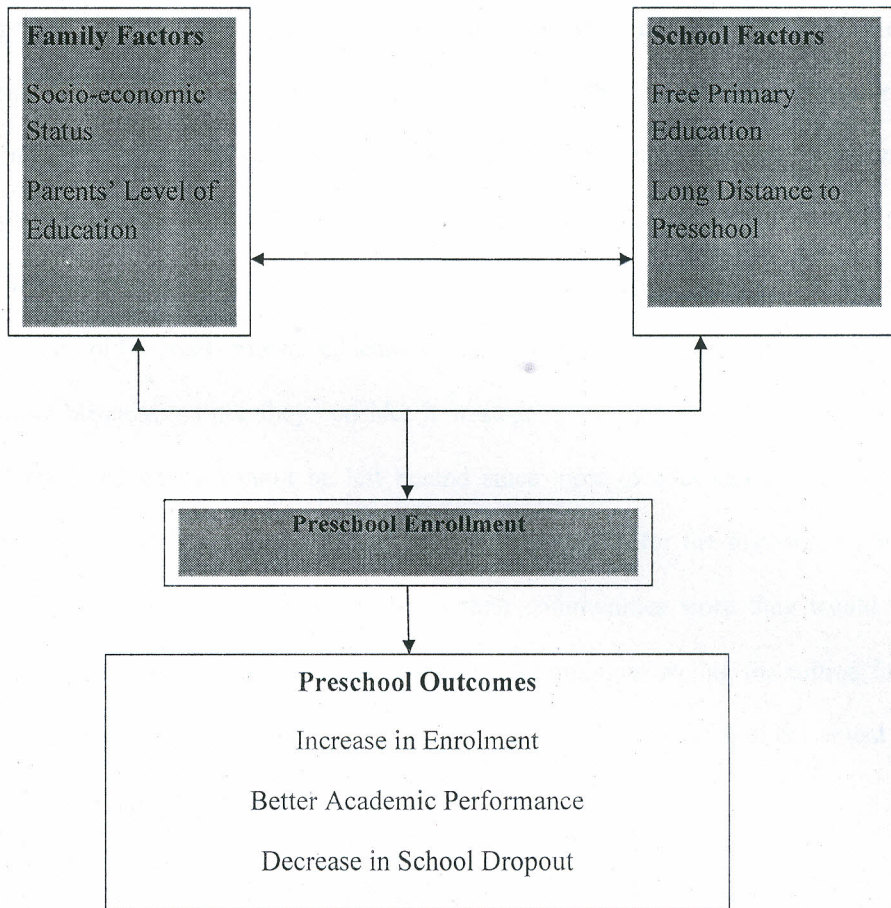 Family Factors
Socio-economic
Status
Parents' Level of
Education
School Factors
Free Primary
Education
Long Distance to
Preschool
Preschool Enrollment
Preschool Outcomes
Increase in Enrolment
Better Academic Performance
Decrease in School Dropout